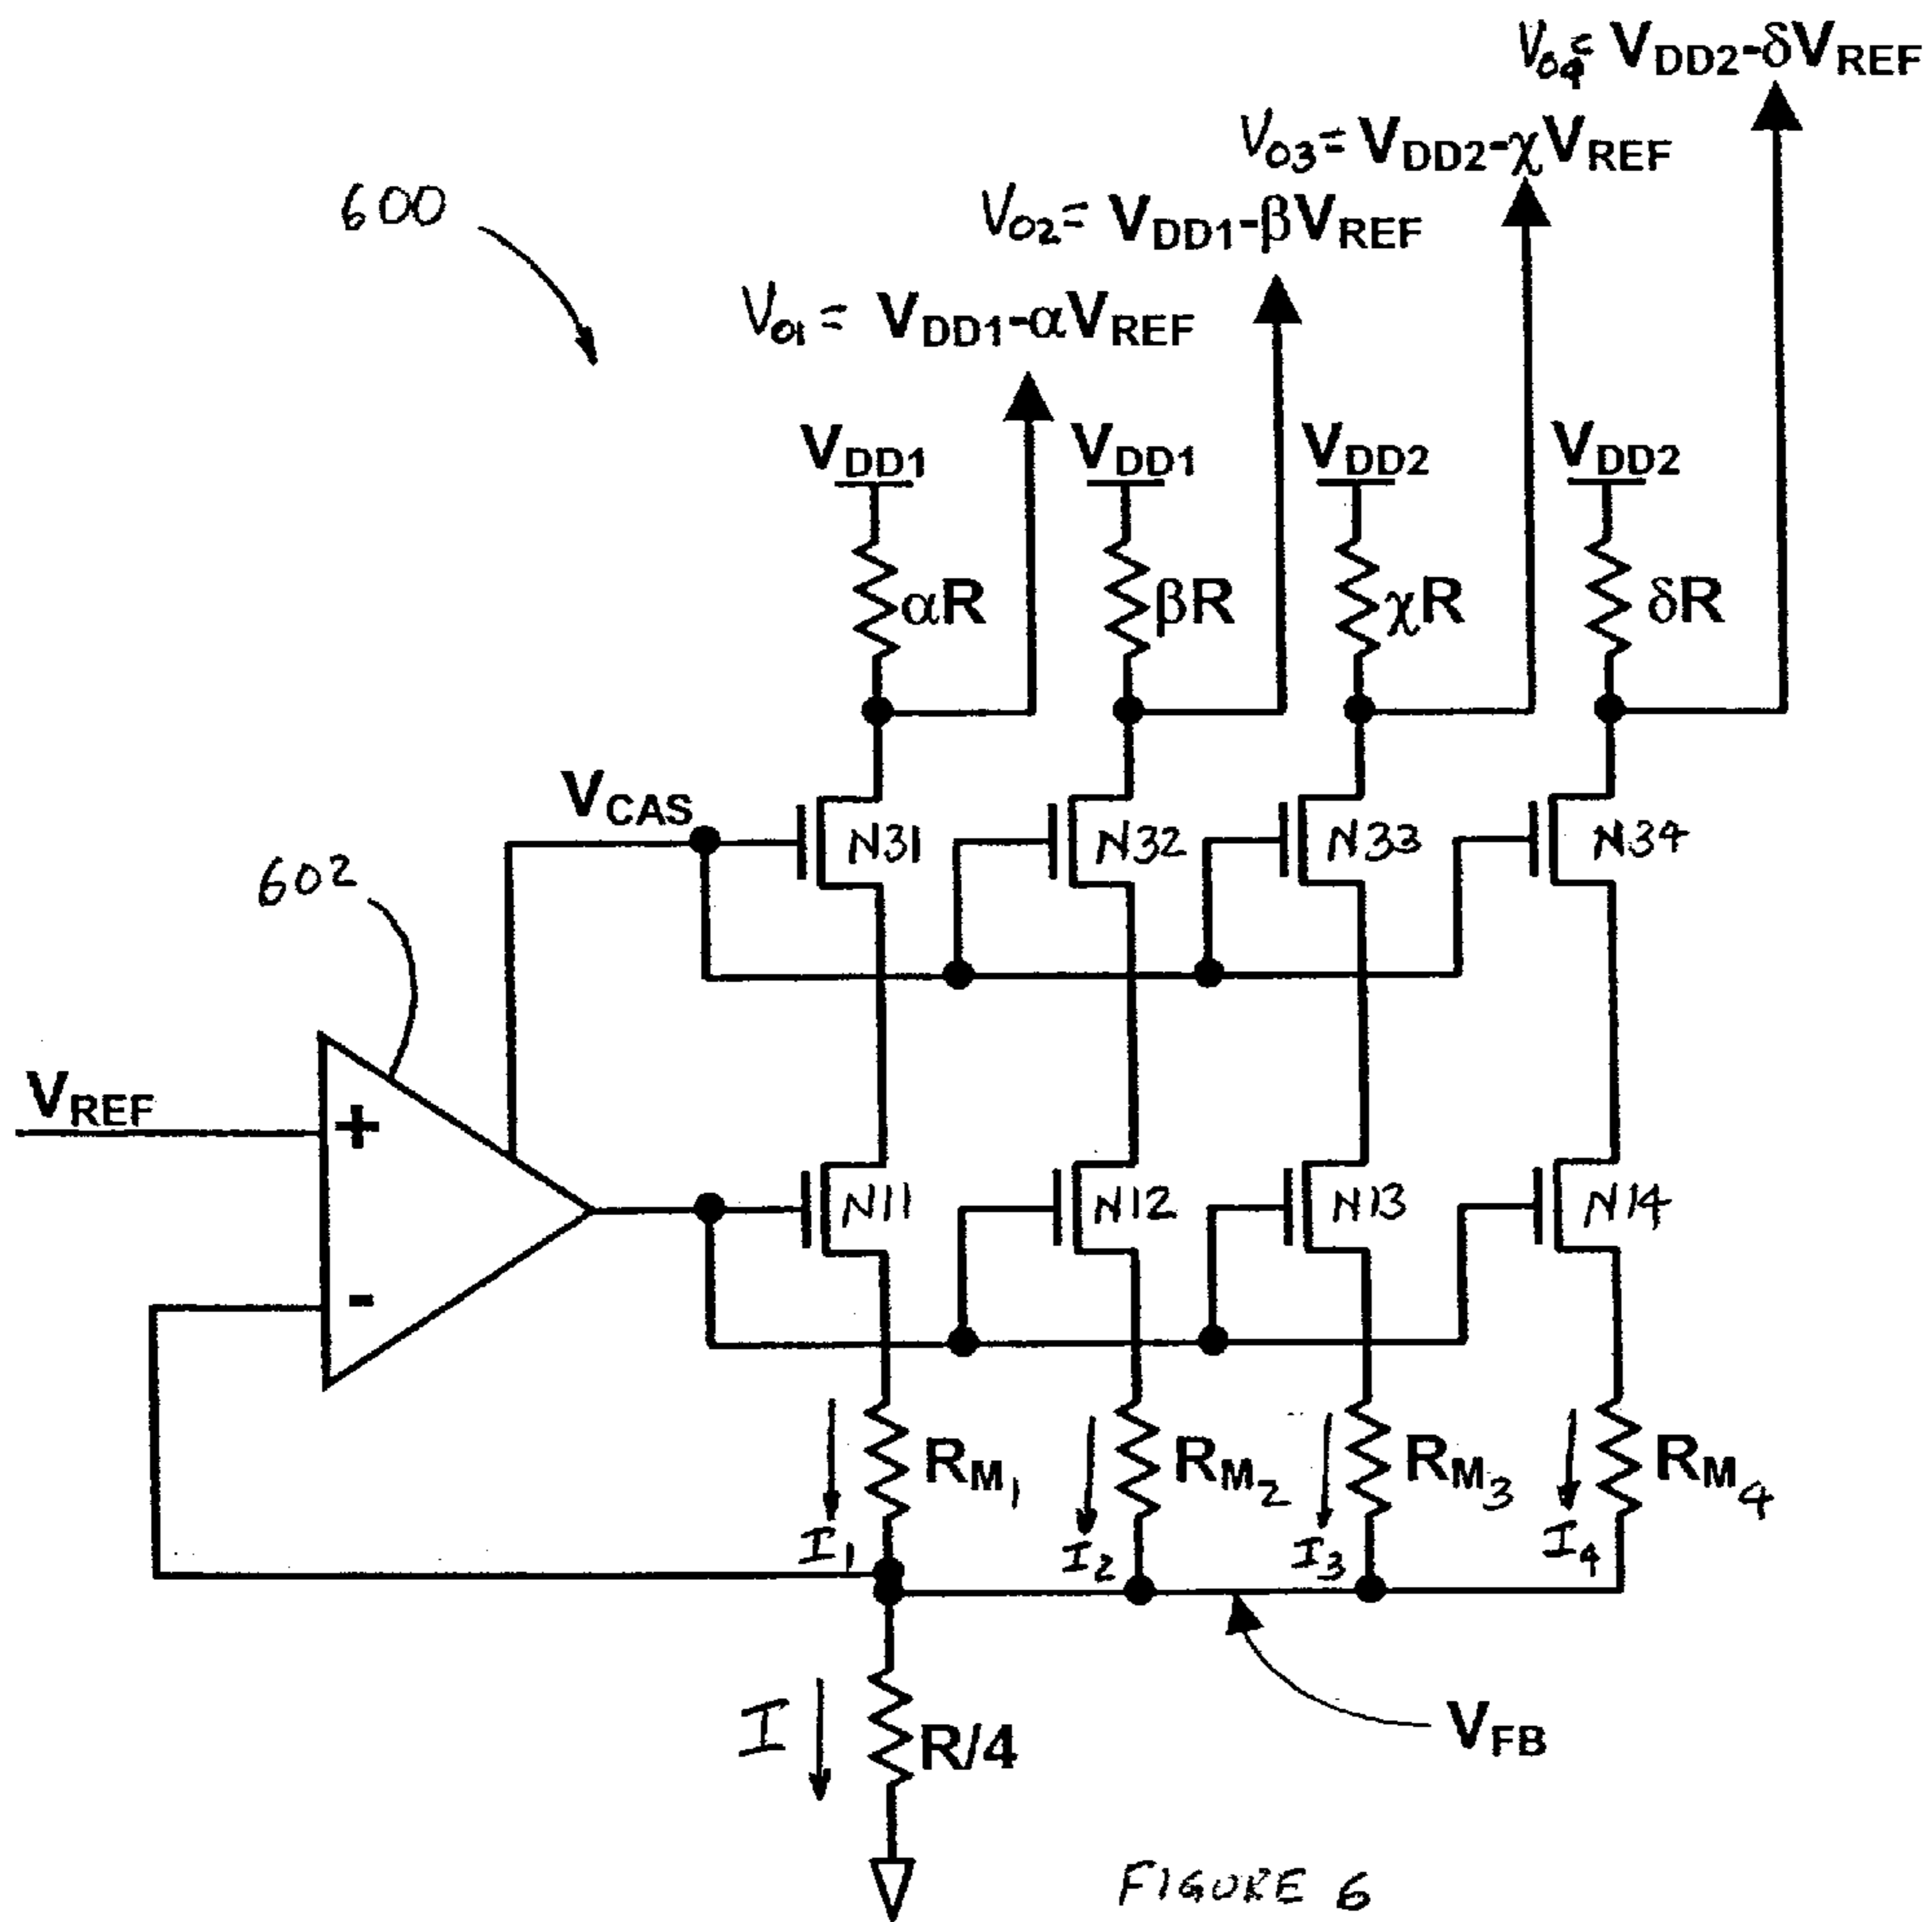 V04 = VDD2-δVREF
V03 = VDD2-χVREF
600
V02 = VDD1-βVREF
V01 = VDD1-αVREF
VDD1
VDD1
VDD2
VDD2
αR
βR
χR
δR
VCAS
N31
N32
N33
N34
602
VREF
+
-
N11
N12
N13
N14
RM1
RM2
RM3
RM4
I1
I2
I3
I4
I
R/4
VFB
FIGURE 6